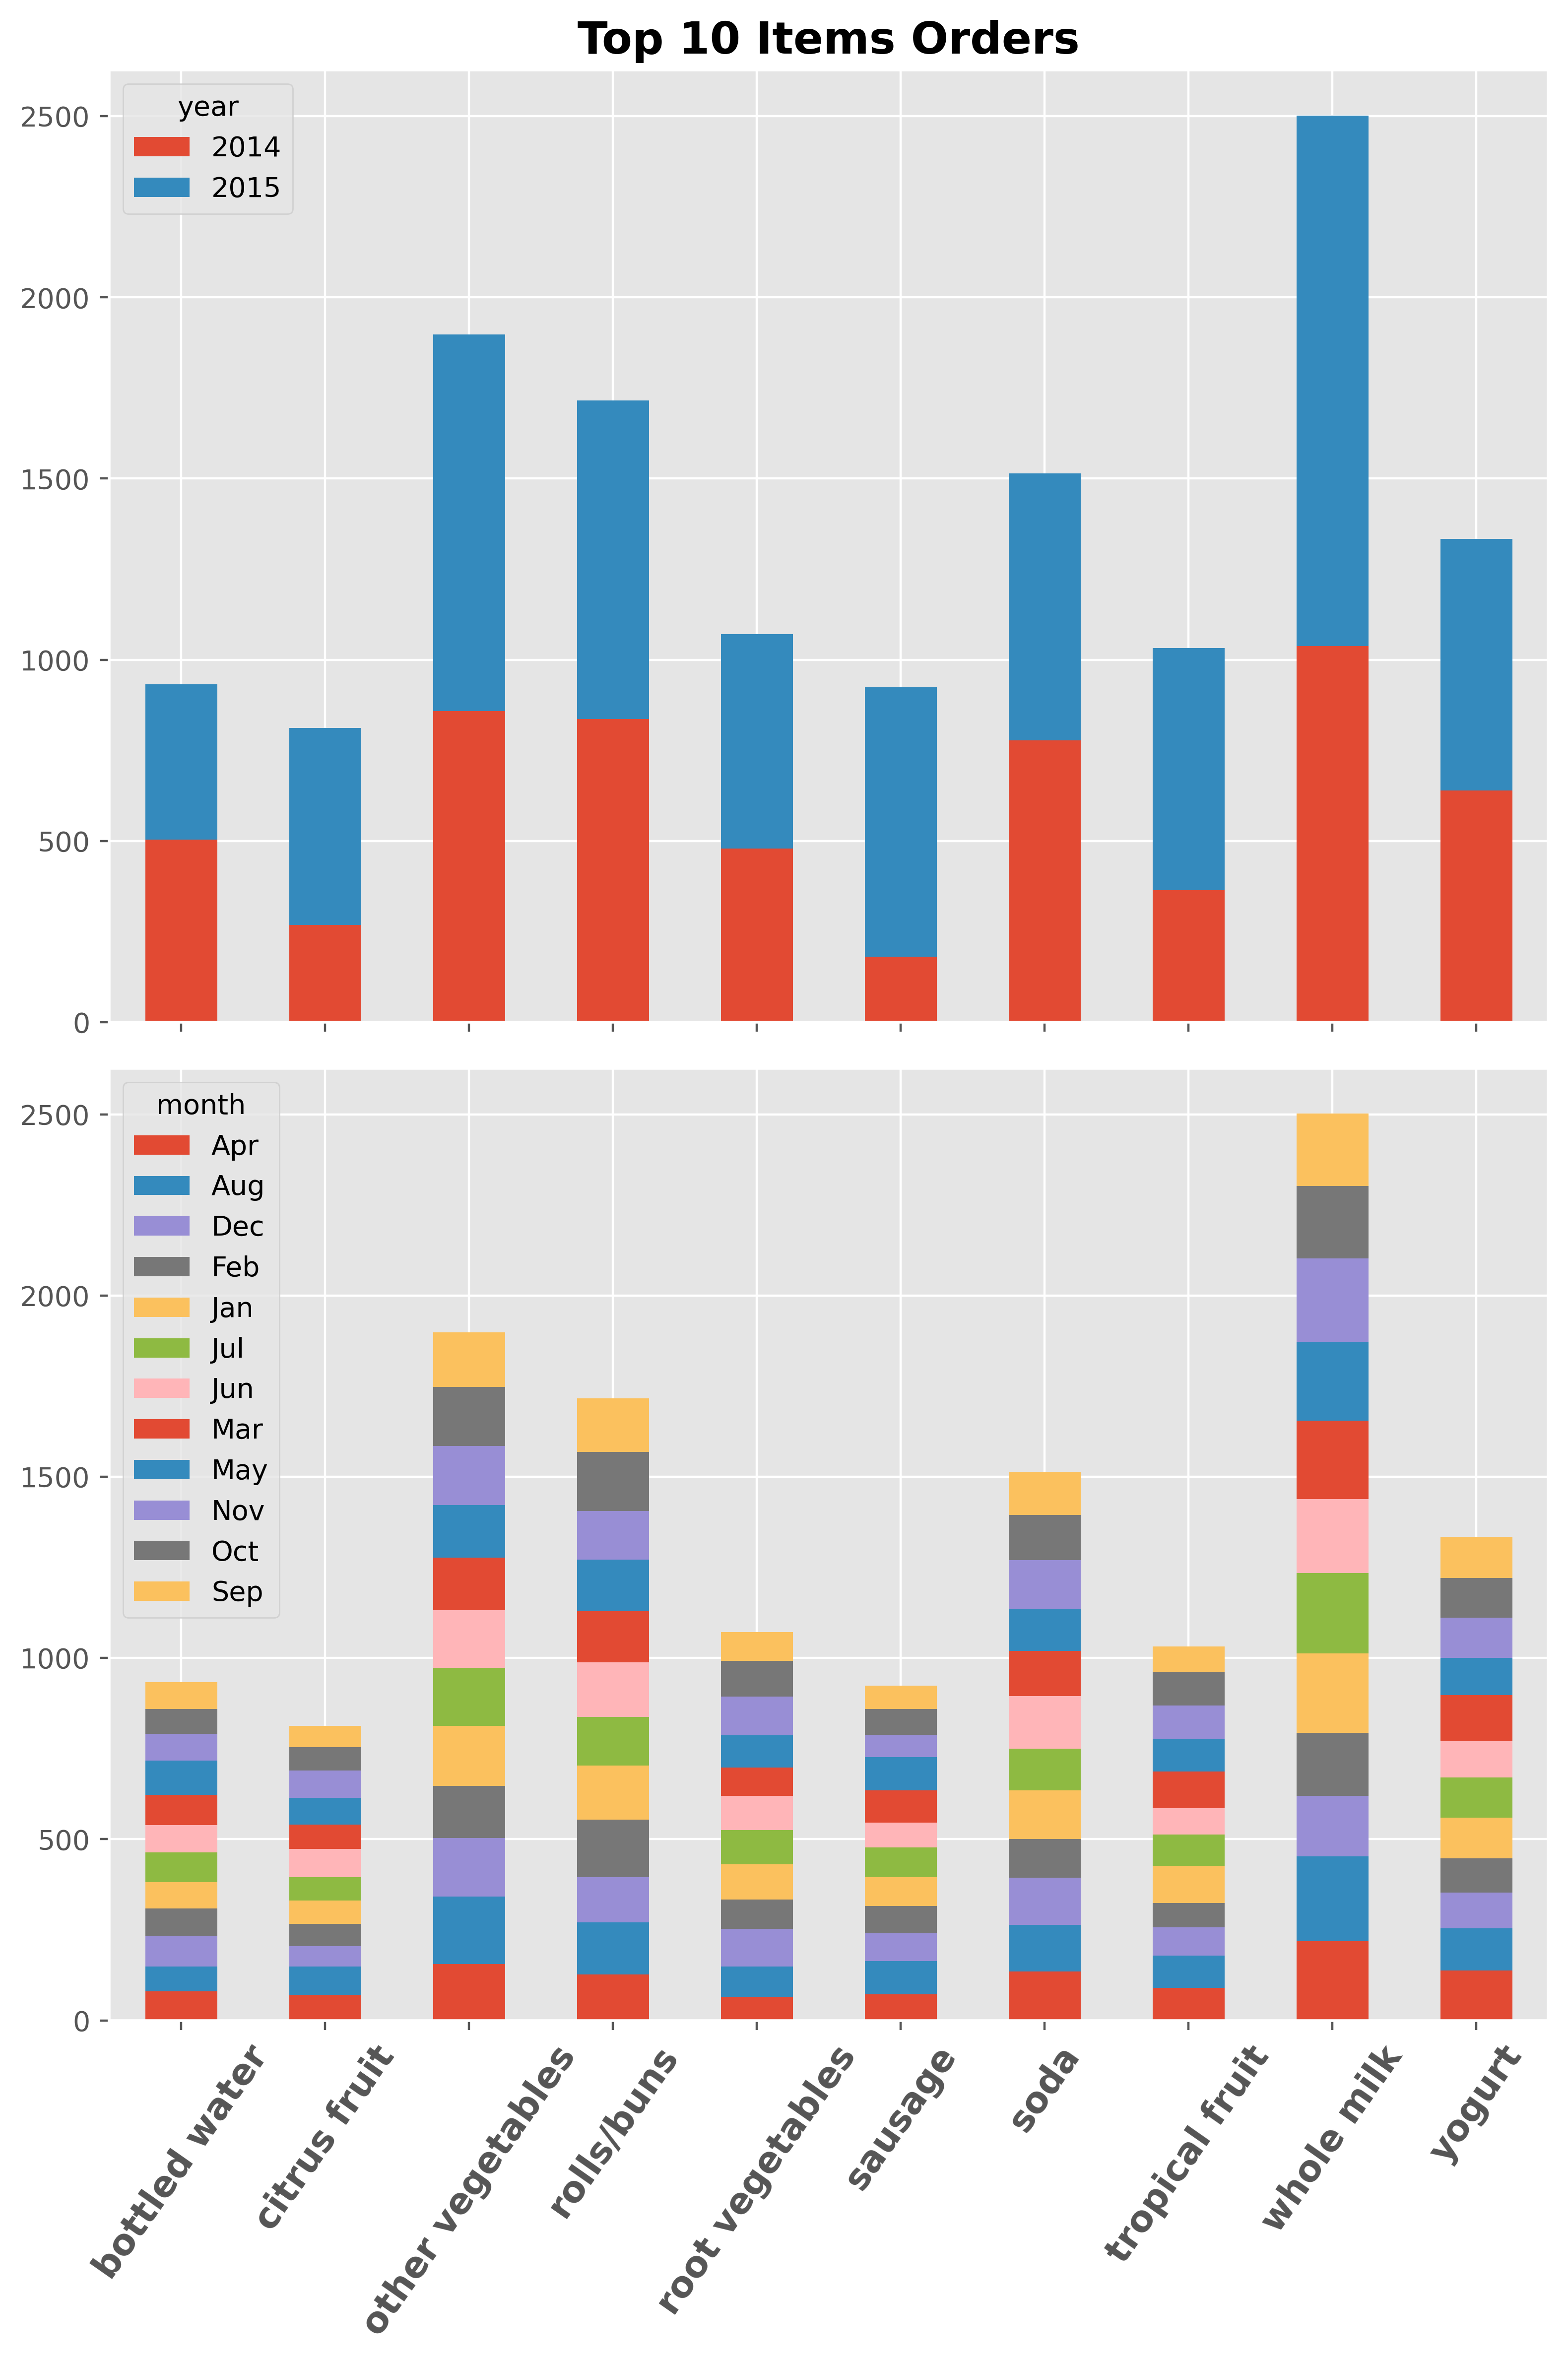 Top 10 Items Orders
year
2014
2015
2500
2000
1500
1000
500
0
month
Apr
Aug
Dec
Feb
Jan
Jul
Jun
Mar
May
Nov
Oct
Sep
2500
2000
1500
1000
500
0
bottled water
citrus fruit
other vegetables
rolls/buns
root vegetables
sausage
soda
tropical fruit
whole milk
yogurt